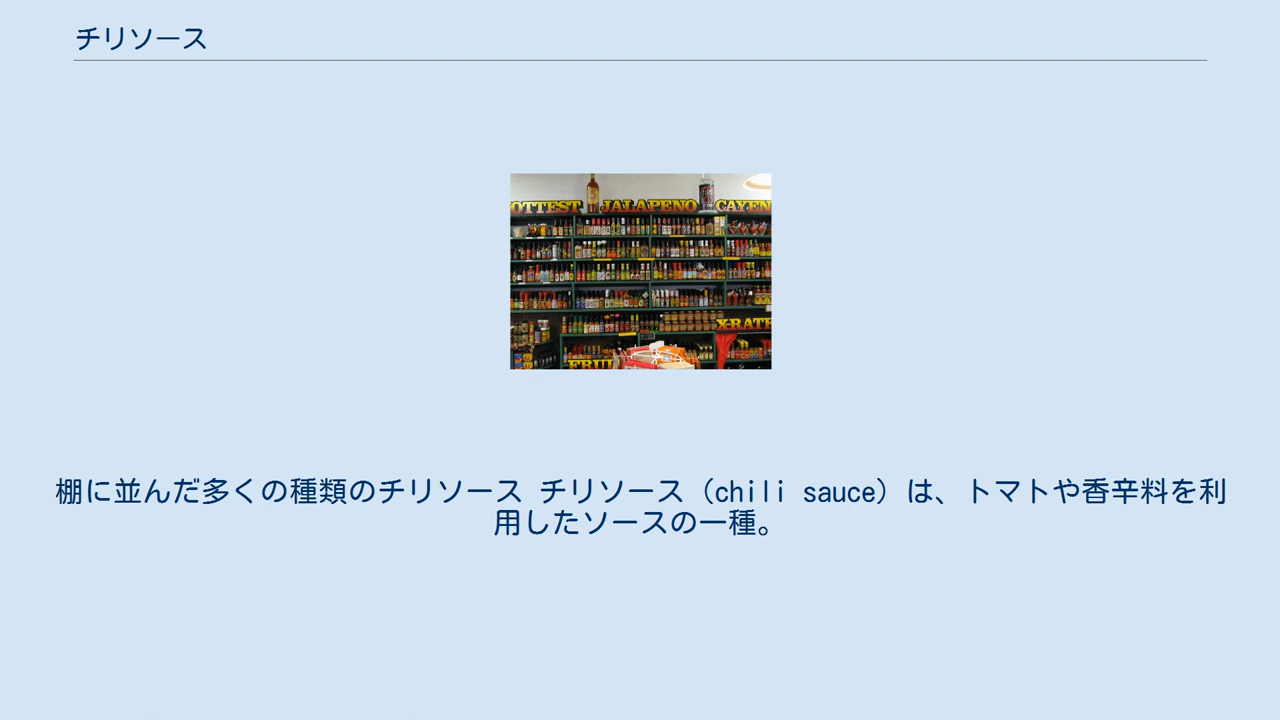 チリソース
OTTEST JALAPENO CAYEN
X-RATE
FRUI
棚に並んだ多くの種類のチリソース チリソース（chili sauce）は、トマトや香辛料を利
用したソースの一種。